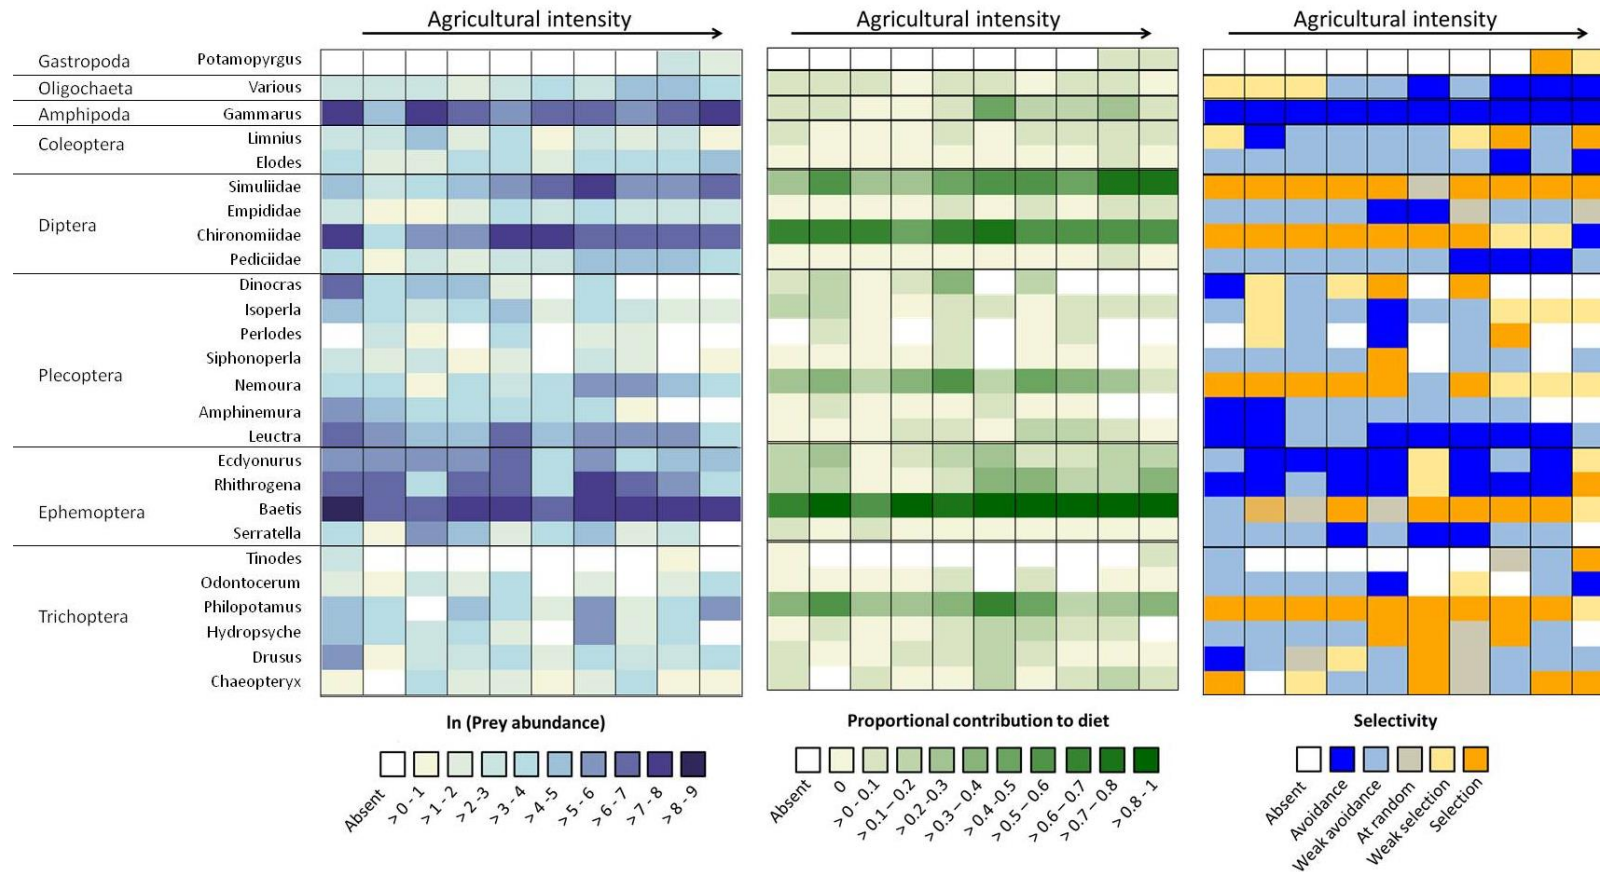 Agricultural intensity
Agricultural intensity
Agricultural intensity
Gastropoda Potamopyrgus
Oligochaeta Various
Amphipoda Gammarus
Coleoptera Limnius
Elodes
Simuliidae
Empididae
Diptera
Chironomiidae
Pediciidae
Dinocras
Isoperla
Perlodes
Siphonoperla
Plecoptera
Nemoura
Amphinemura
Leuctra
Ecdyonurus
Rhithrogena
Ephemoptera Baetis
Serratella
Tinodes
Odontocerum
Philopotamus
Trichoptera
Hydropsyche
Drusus
Chaeopteryx
ln (Prey abundance)
Absent
>0 - 1
>1 - 2
>2 -3
>3 - 4
>4 -5
>5 - 6
>6 - 7
>7 - 8
>8 - 9
Proportional contribution to diet
Absent
0
> 0 - 0.1
> 0.1 – 0.2
> 0.2 -0.3
> 0.3 – 0.4
> 0.4 -0.5
> 0.5 – 0.6
> 0.6 – 0.7
> 0.7 – 0.8
> 0.8 - 1
Selectivity
Absent
Avoidance
Weak avoidance
At random
Weak selection
Selection